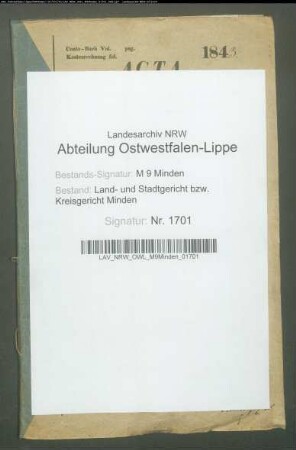 1843
ACTA
Landesarchiv NRW
Abteilung Ostwestfalen-Lippe
Bestands-Signatur: M 9 Minden
Bestand: Land- und Stadtgericht bzw.
Kreisgericht Minden
Signatur: Nr. 1701
LAV_NRW_OWL_M9Minden_01701